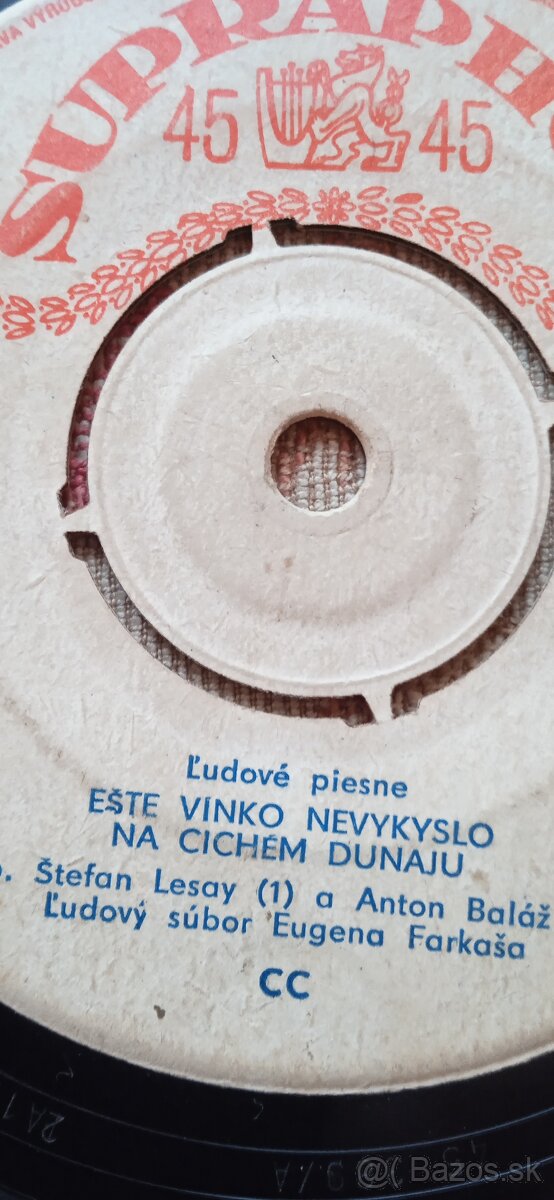 SUPRAPH
45 45
Ľudové piesne
EŠTE VÍNKO NEVYKYSLO
NA CICHÉM DUNAJU
Štefan Lesay (1) a Anton Baláž
Ľudový súbor Eugena Farkaša
CC
2A1
@ Bazos.sk